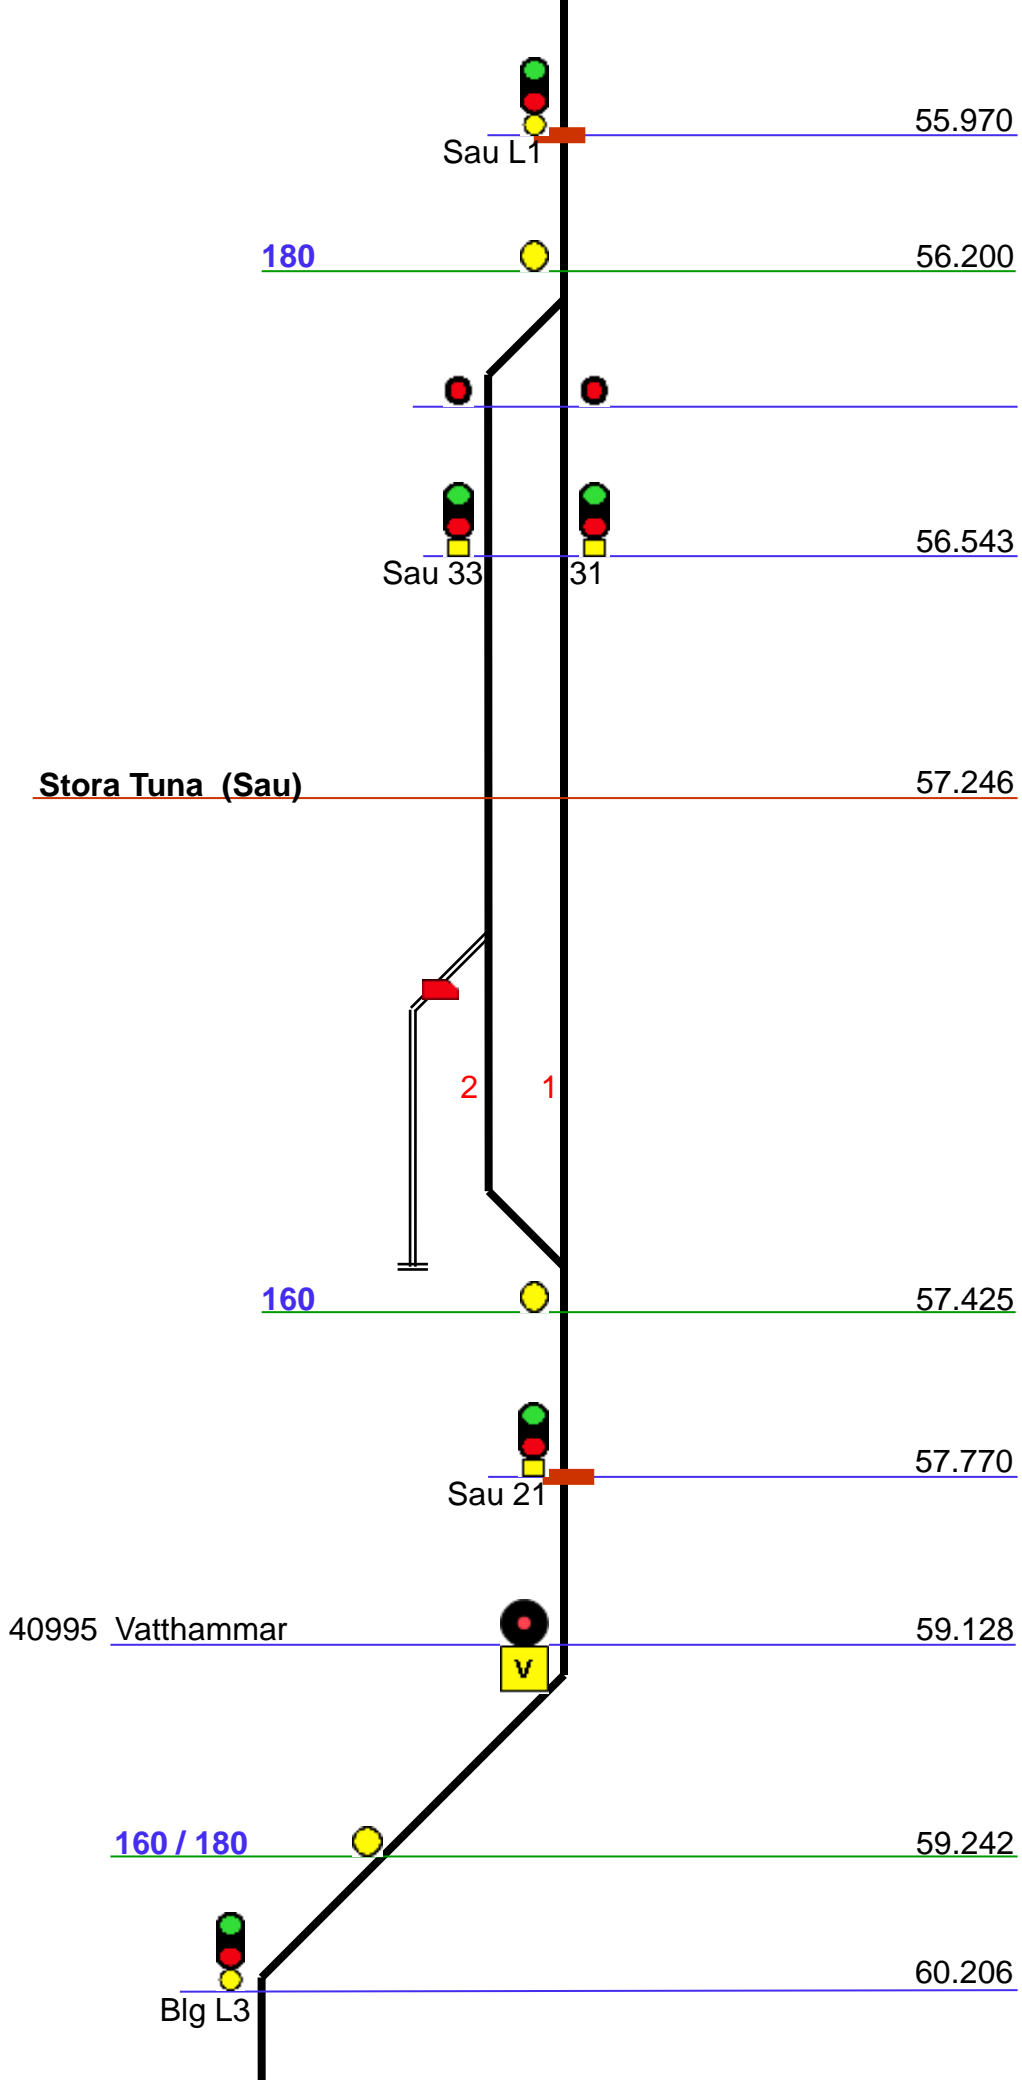 55.970
Sau L1
180 56.200
56.543
Sau 33 31
Stora Tuna (Sau) 57.246
2 1
160 57.425
57.770
Sau 21
40995 Vatthammar 59.128
V
160 / 180 59.242
60.206
Blg L3